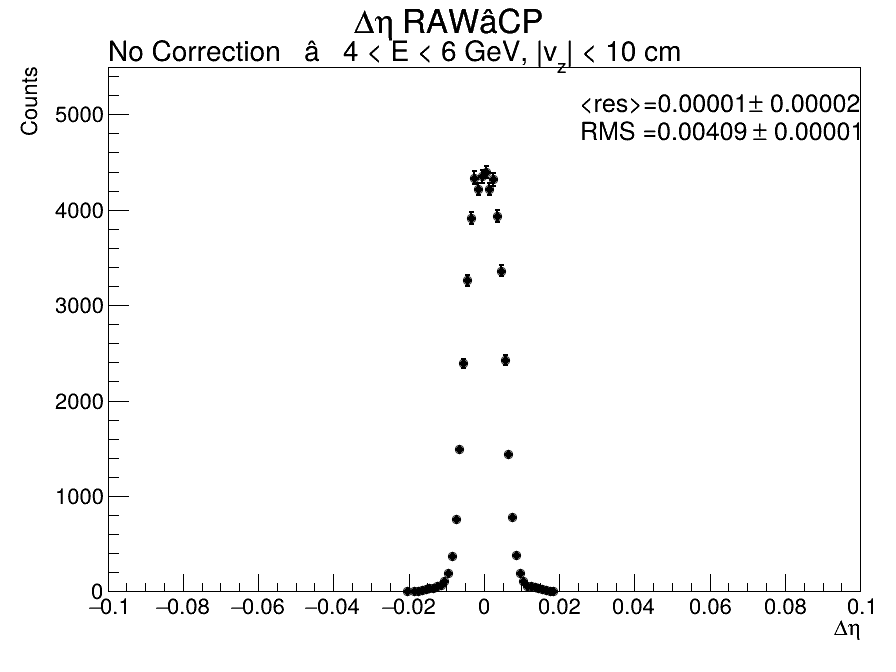 Δη RAWâCP
No Correction â 4 < E < 6 GeV, |v_z| < 10 cm
Counts
<res>=0.00001± 0.00002
RMS =0.00409± 0.00001
5000
4000
3000
2000
1000
0
−0.1 −0.08 −0.06 −0.04 −0.02 0 0.02 0.04 0.06 0.08 0.1
Δη